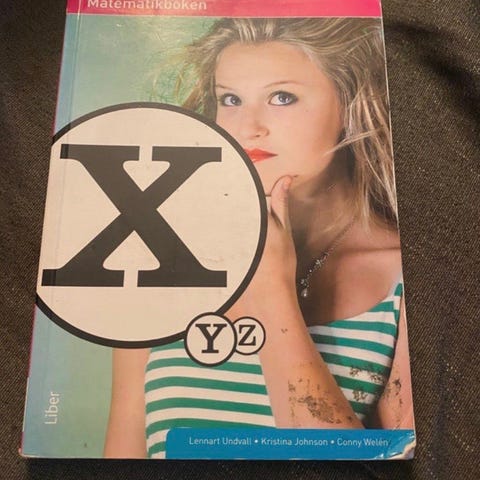 Matematikboken
X
Y Z
Liber
Lennart Undvall • Kristina Johnson • Conny Welén